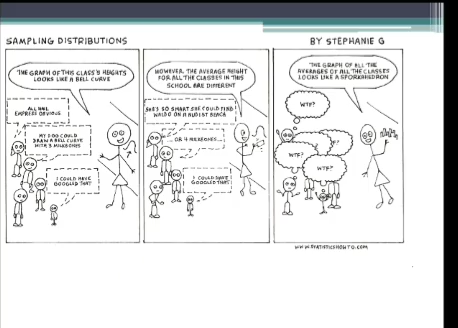 SAMPLING DISTRIBUTIONS
BY STEPHANIE G
THE GRAPH OF THIS CLASS'S HEIGHTS
LOOKS LIKE A BELL CURVE
ALL HAIL
EMPRESS OBVIOUS
MY DOG COULD
DRAW A BELL CURVE
WITH 3 MILKBONES
I COULD HAVE
GOOGLED THAT
HOWEVER, THE AVERAGE HEIGHT
FOR ALL THE CLASSES IN THIS
SCHOOL ARE DIFFERENT
SHE'S SO SMART SHE COULD FIND
WALDO ON A NUDIST BEACH
OR 4 MILKBONES...
I COULD HAVE
GOOGLED THAT
THE GRAPH OF ALL THE
AVERAGES OF ALL THE CLASSES
LOOKS LIKE A SPORKAHEDRON
WTF?
WTF?
WTF?
WWW.STATISTICSHOWTO.COM